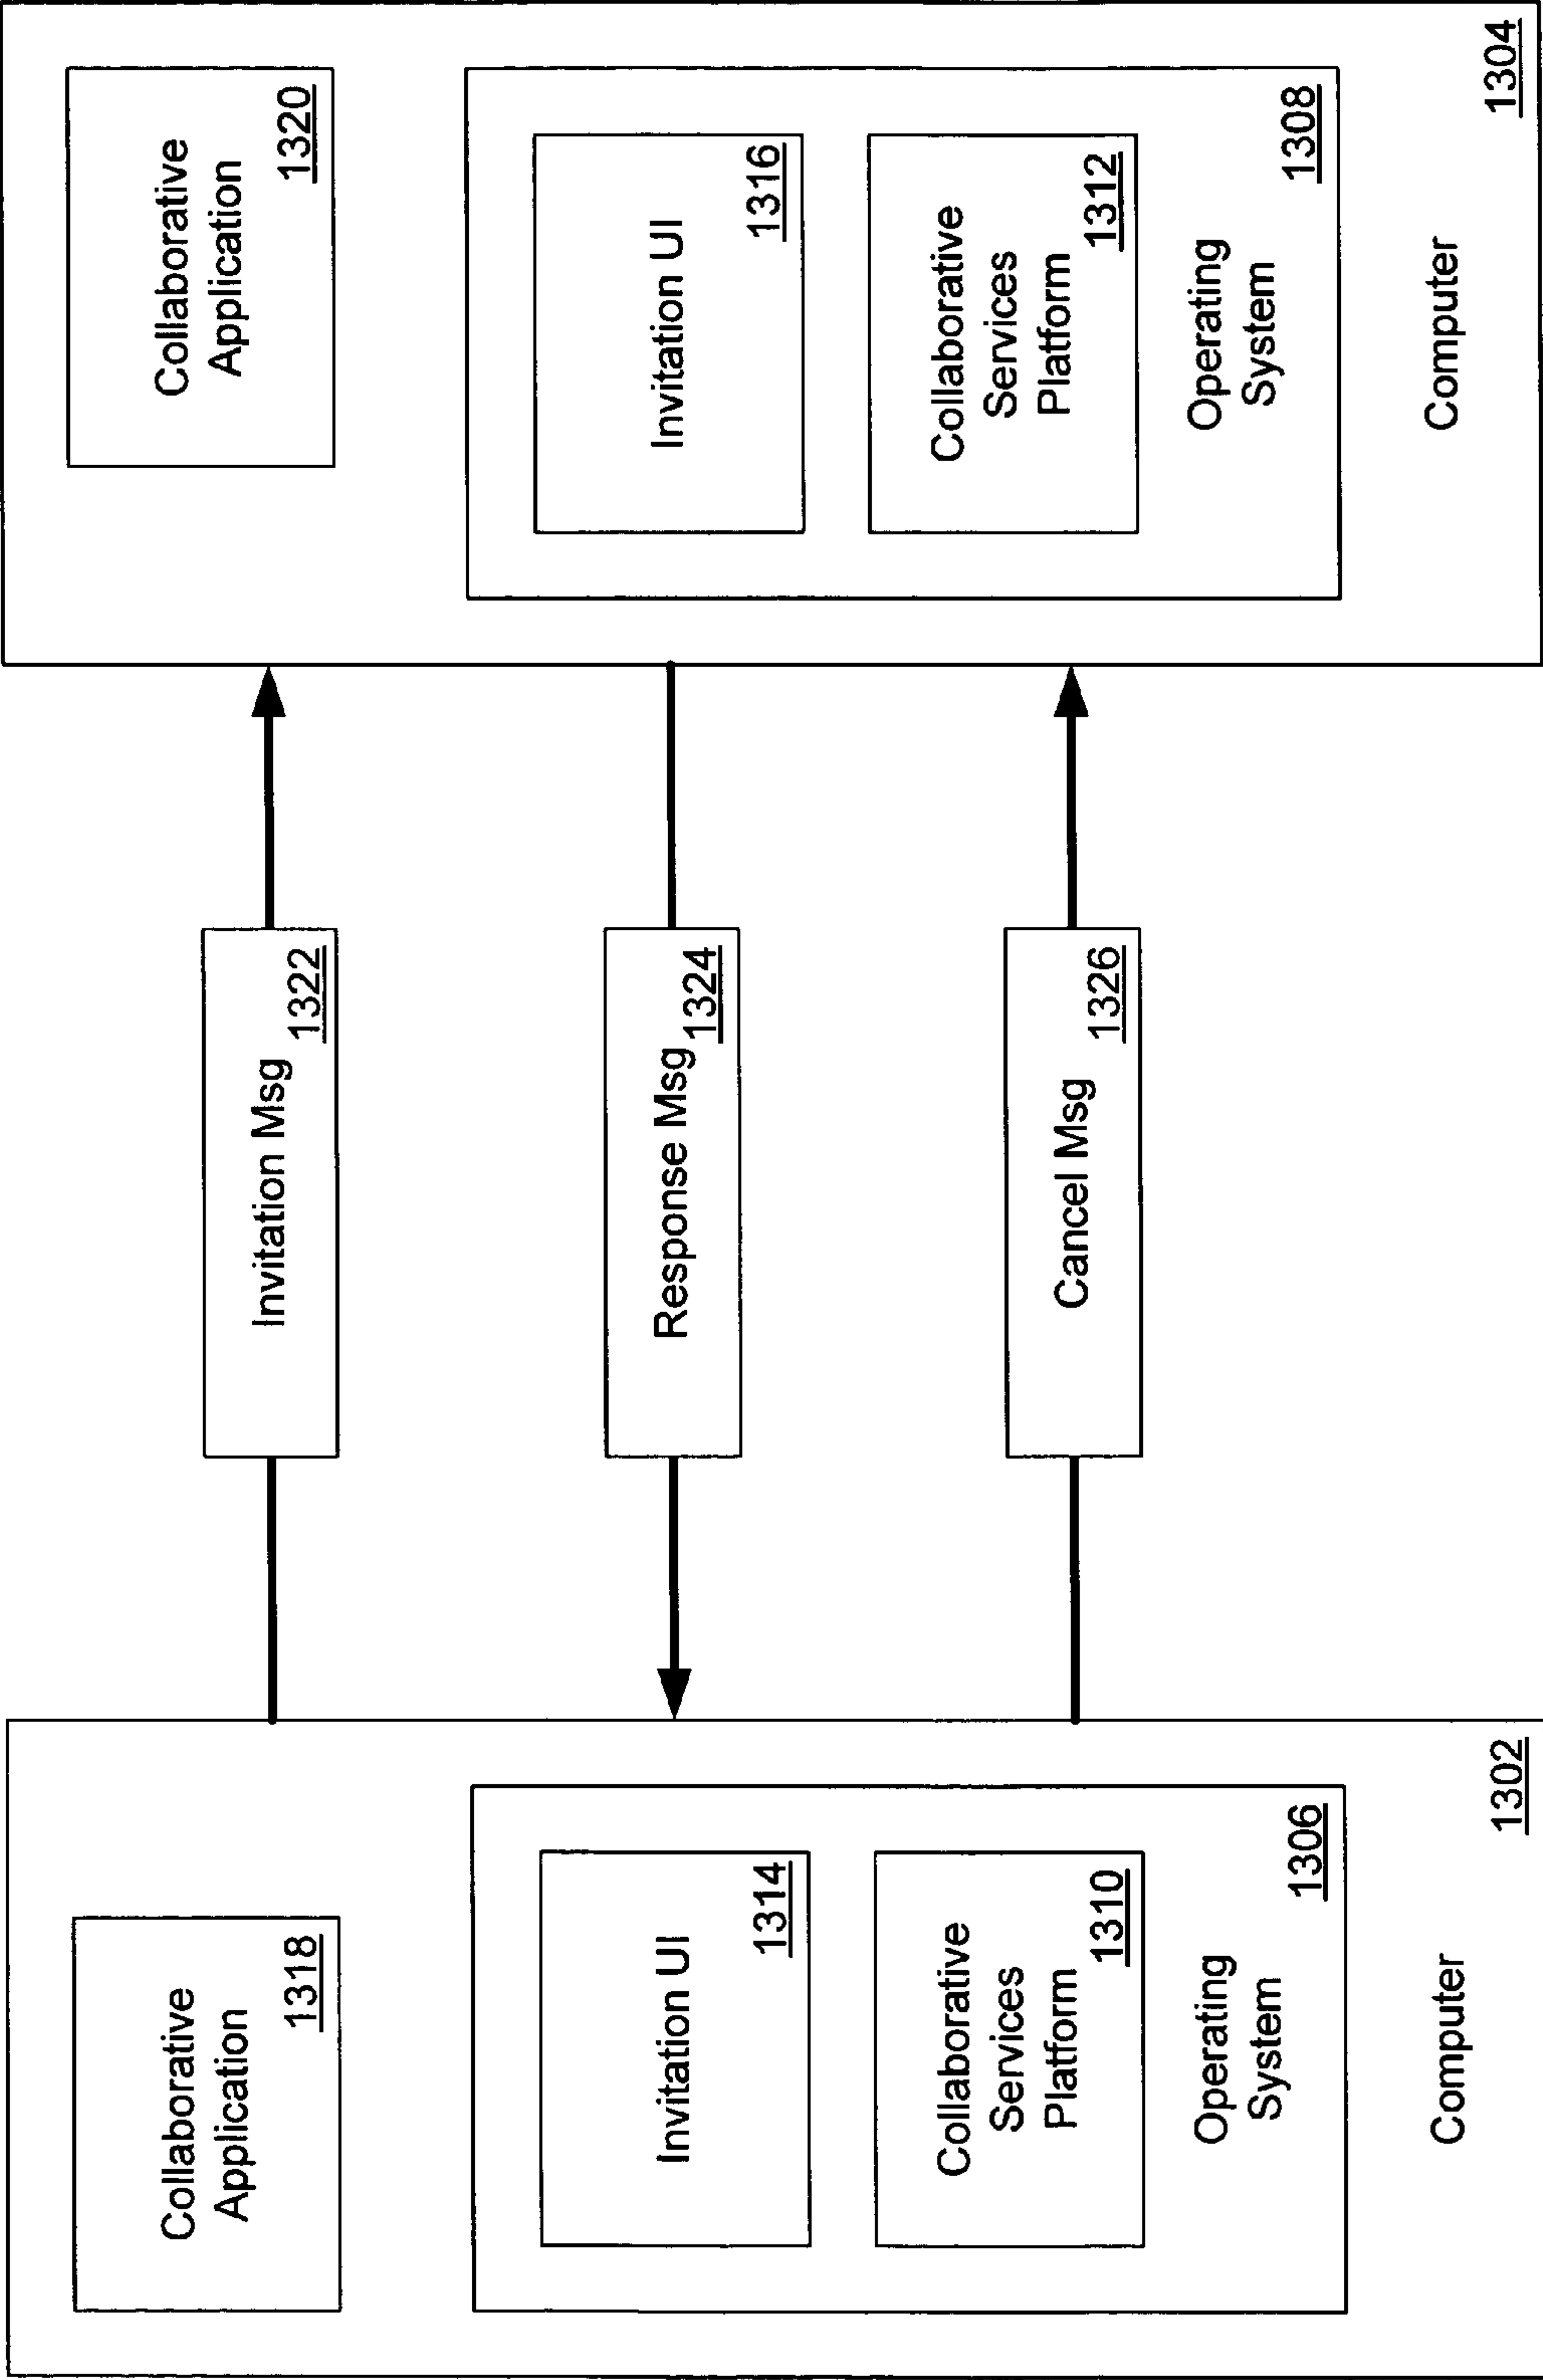 Collaborative
Application
1318
Invitation UI
1314
Collaborative
Services
Platform
1310
Operating
System
1306
Computer
1302
Invitation Msg
1322
Response Msg
1324
Cancel Msg
1326
Collaborative
Application
1320
Invitation UI
1316
Collaborative
Services
Platform
1312
Operating
System
1308
Computer
1304